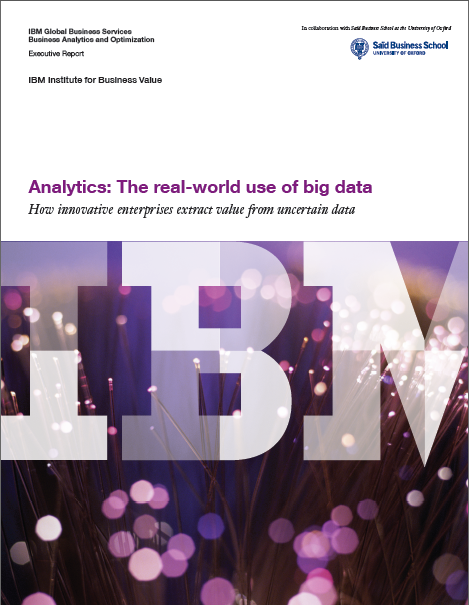 IBM Global Business Services
Business Analytics and Optimization
Executive Report
In collaboration with Saïd Business School at the University of Oxford
Saïd Business School
UNIVERSITY OF OXFORD
IBM Institute for Business Value
Analytics: The real-world use of big data
How innovative enterprises extract value from uncertain data
IBM